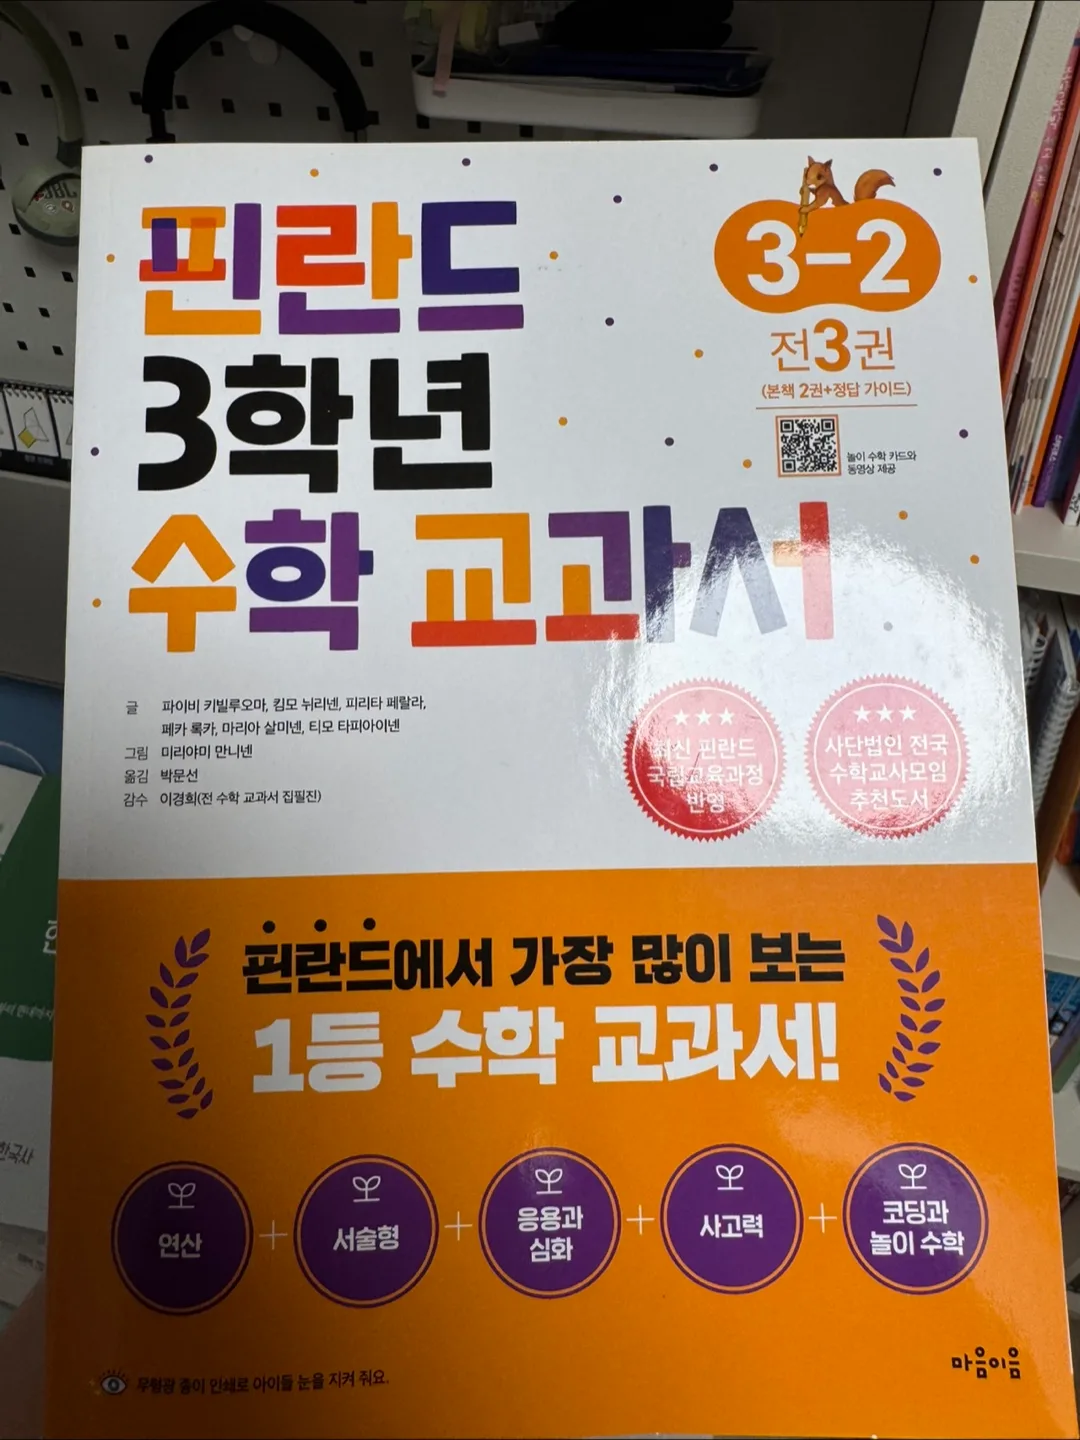 핀란드
3학년
수학 교과서
3-2
전3권
(본책 2권+정답 가이드)
놀이 수학 카드와
동영상 제공
글 파이비 키빌루오마, 킴모 뉘리넨, 피리타 페랄라,
페카 록카, 마리아 살미넨, 티모 타피아이넨
그림 미리야미 만니넨
옮김 박문선
감수 이경희(전 수학 교과서 집필진)
최신 핀란드
국립교육과정
반영
사단법인 전국
수학교사모임
추천도서
핀란드에서 가장 많이 보는
1등 수학 교과서!
연산
서술형
응용과
심화
사고력
코딩과
놀이 수학
무형광 종이 인쇄로 아이들 눈을 지켜 줘요.
마음이음
JBL
한국사